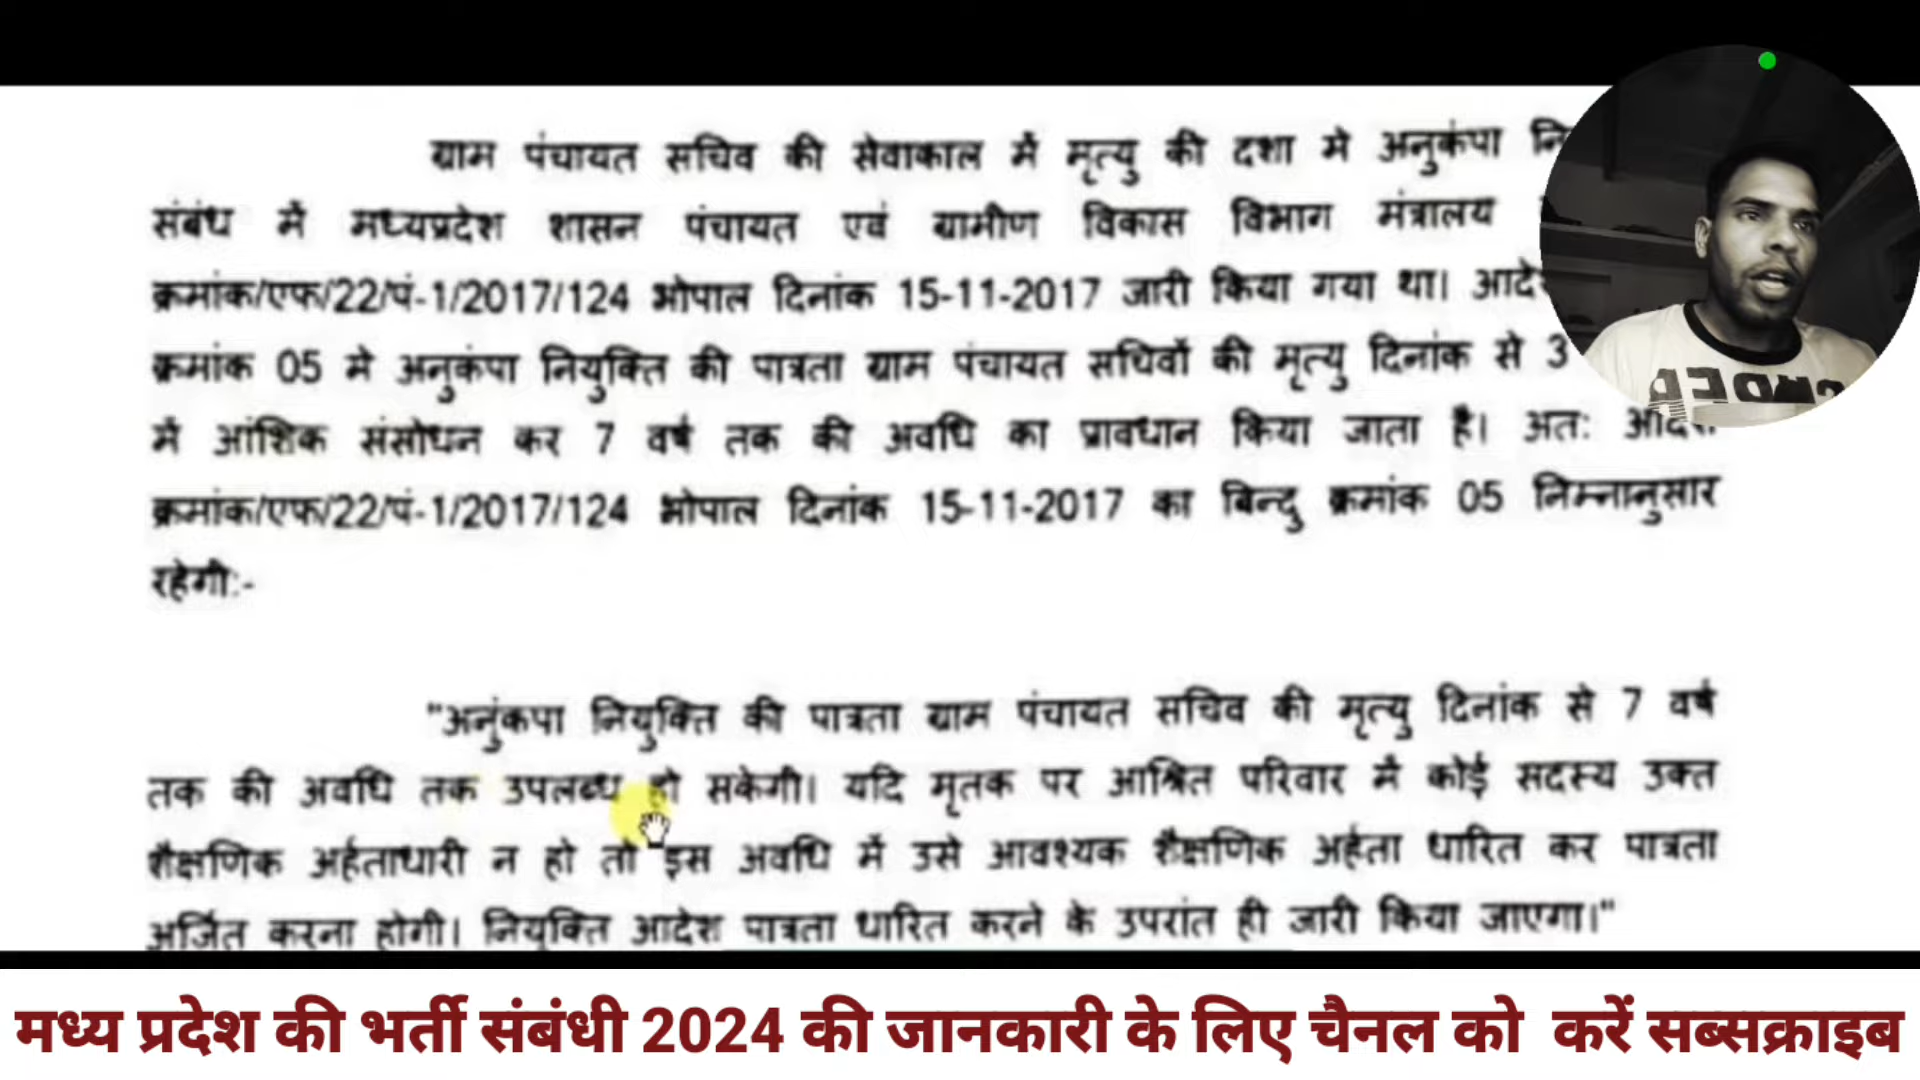 ग्राम पंचायत सचिव की सेवाकाल में मृत्यु की दशा मे अनुकंपा
संबंध में मध्यप्रदेश शासन पंचायत एवं ग्रामीण विकास विभाग मंत्रालय
क्रमांक/एफ/22/पं-1/2017/124 भोपाल दिनांक 15-11-2017 जारी किया गया था।
क्रमांक 05 मे अनुकंपा नियुक्ति की पात्रता ग्राम पंचायत सचिवों की मृत्यु दिनांक से 3
में आंशिक संसोधन कर 7 वर्ष तक की अवधि का प्रावधान किया जाता है। अतः आदेश
क्रमांक/एफ/22/पं-1/2017/124 भोपाल दिनांक 15-11-2017 का बिन्दु क्रमांक 05 निम्नानुसार
रहेगी:-
"अनुंकपा नियुक्ति की पात्रता ग्राम पंचायत सचिव की मृत्यु दिनांक से 7 वर्ष
तक की अवधि तक उपलब्ध हो सकेगी। यदि मृतक पर आश्रित परिवार में कोई सदस्य उक्त
शैक्षणिक अर्हताधारी न हो तो इस अवधि में उसे आवश्यक शैक्षणिक अर्हता धारित कर पात्रता
अर्जित करना होगी। नियुक्ति आदेश पात्रता धारित करने के उपरांत ही जारी किया जाएगा।"
मध्य प्रदेश की भर्ती संबंधी 2024 की जानकारी के लिए चैनल को करें सब्सक्राइब